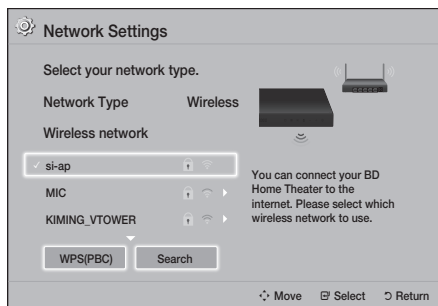 Network Settings
Select your network type.
Network Type Wireless
Wireless network
si-ap
MIC
KIMING_VTOWER
WPS(PBC) Search
You can connect your BD
Home Theater to the
internet. Please select which
wireless network to use.
Move Select Return